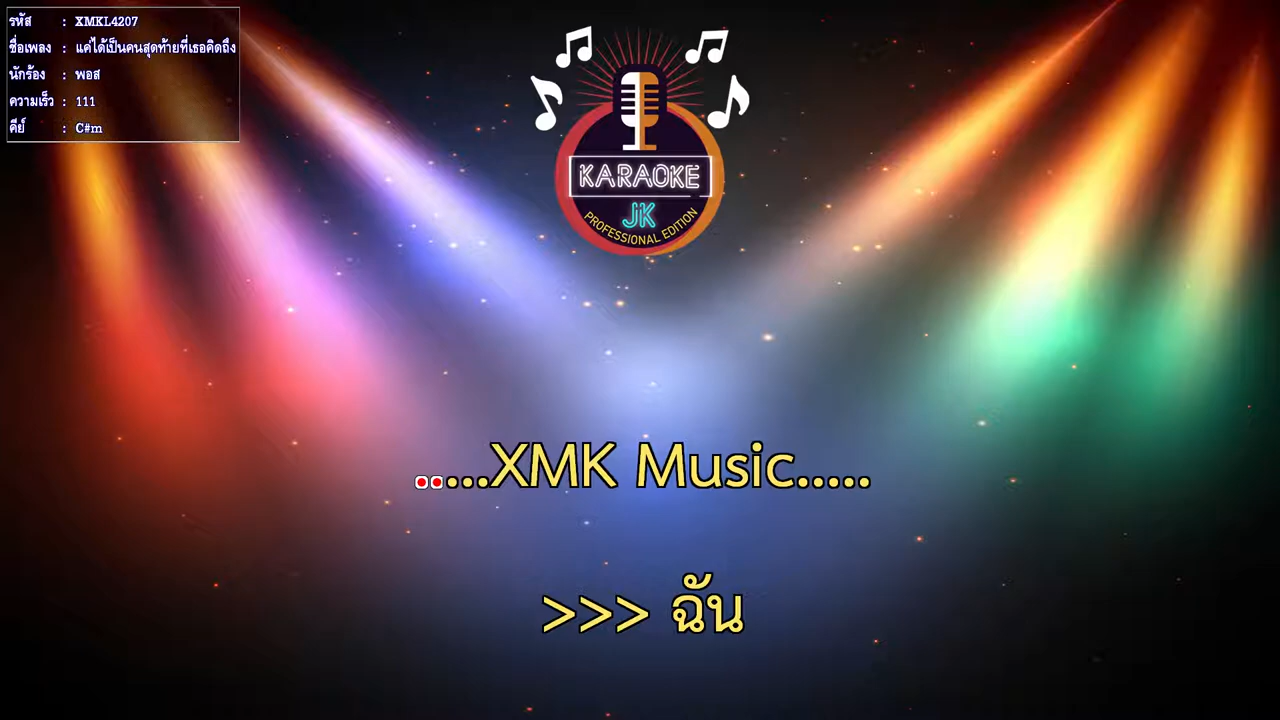 รหัส : XMKL4207
ชื่อเพลง : แค่ได้เป็นคนสุดท้ายที่เธอคิดถึง
นักร้อง : พอส
ความเร็ว : 111
คีย์ : C#m
KARAOKE
JK
PROFESSIONAL EDITION
.....XMK Music.....
>>> ฉัน